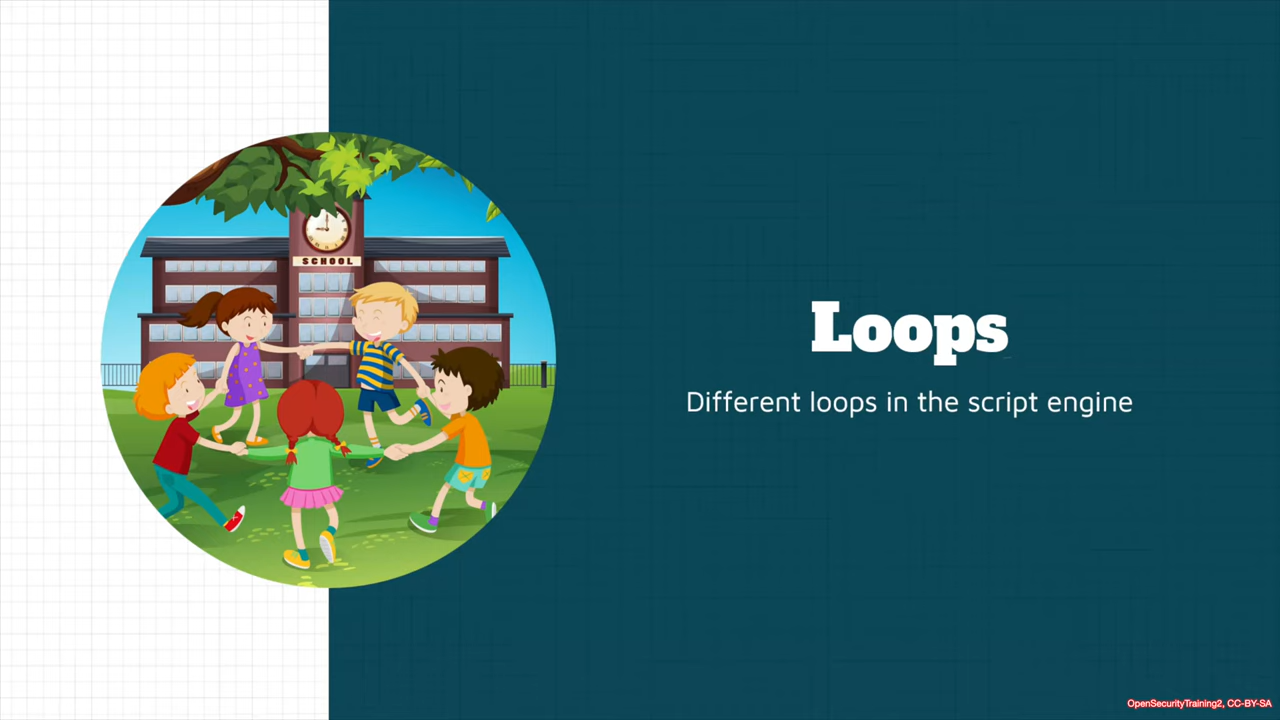 SCHOOL
Loops
Different loops in the script engine
OpenSecurityTraining2, CC-BY-SA